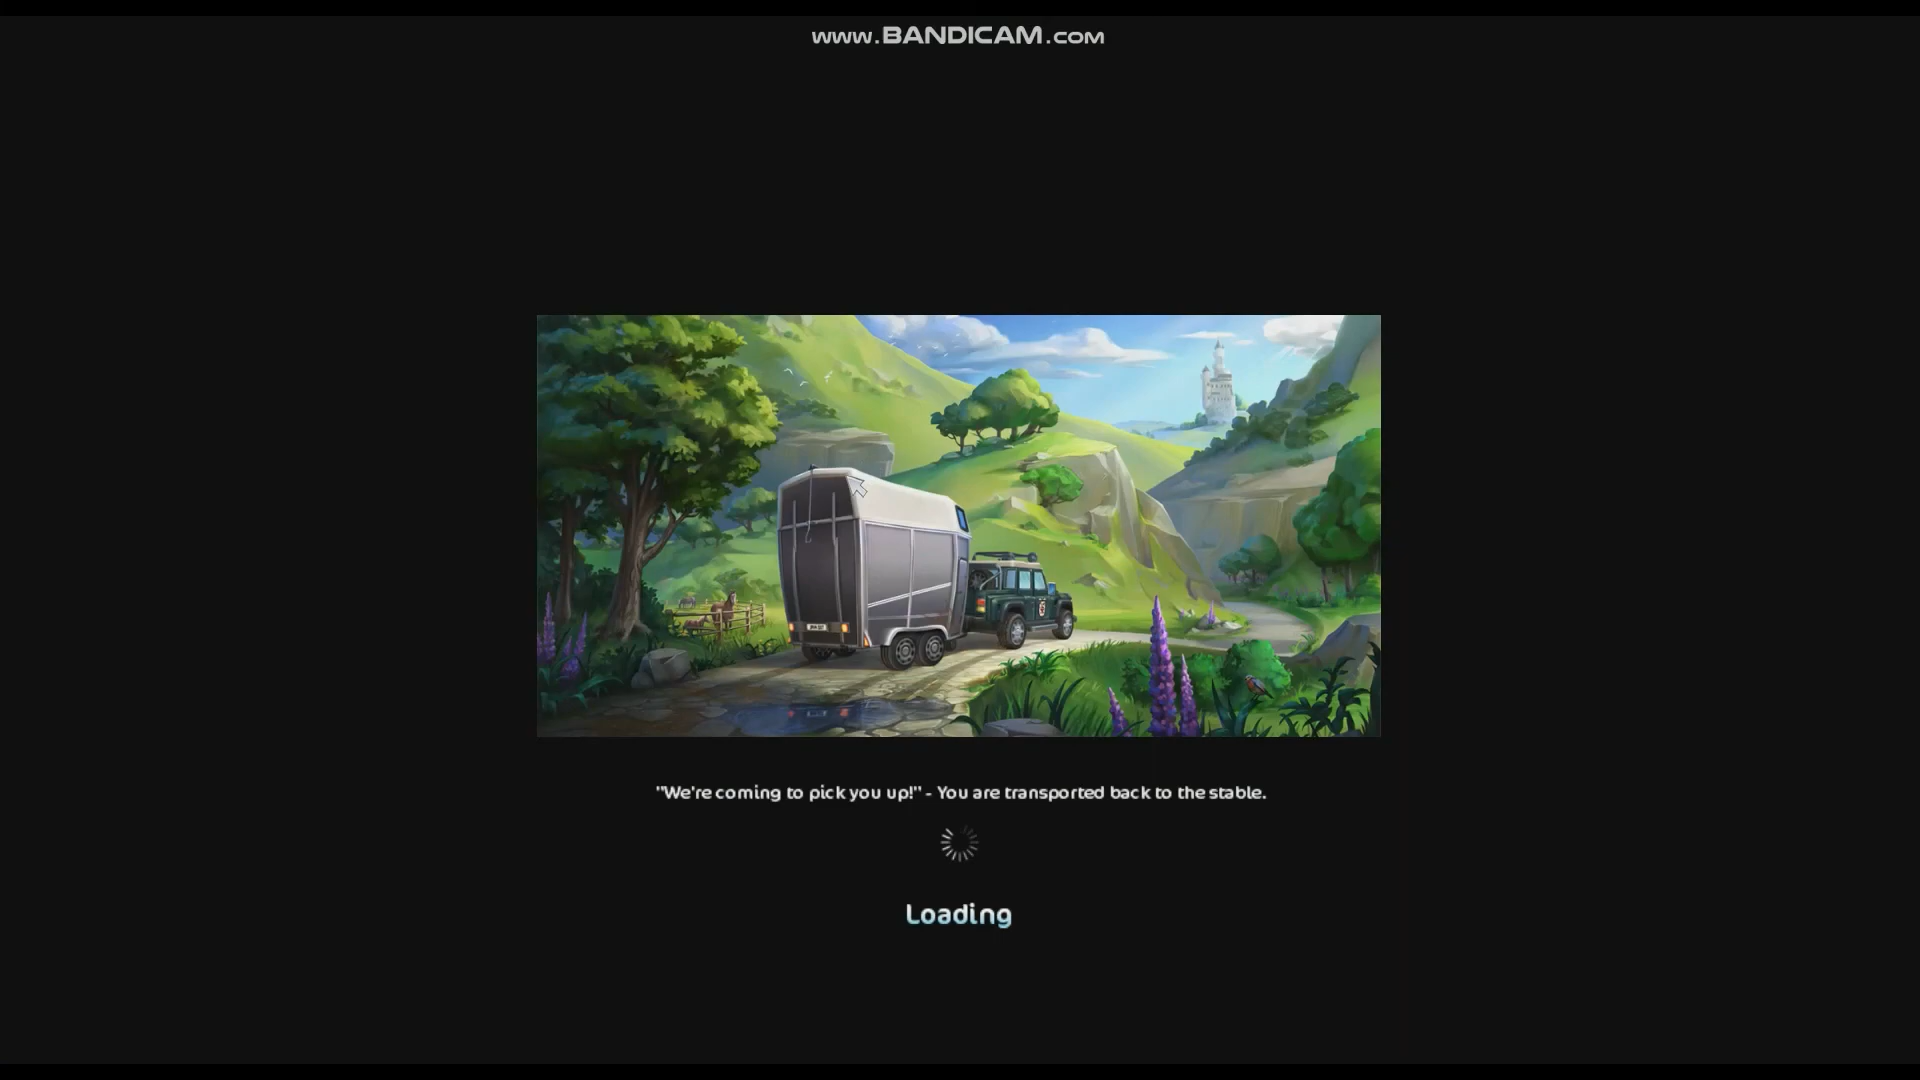 www.BANDICAM.com
"We're coming to pick you up!" - You are transported back to the stable.
Loading